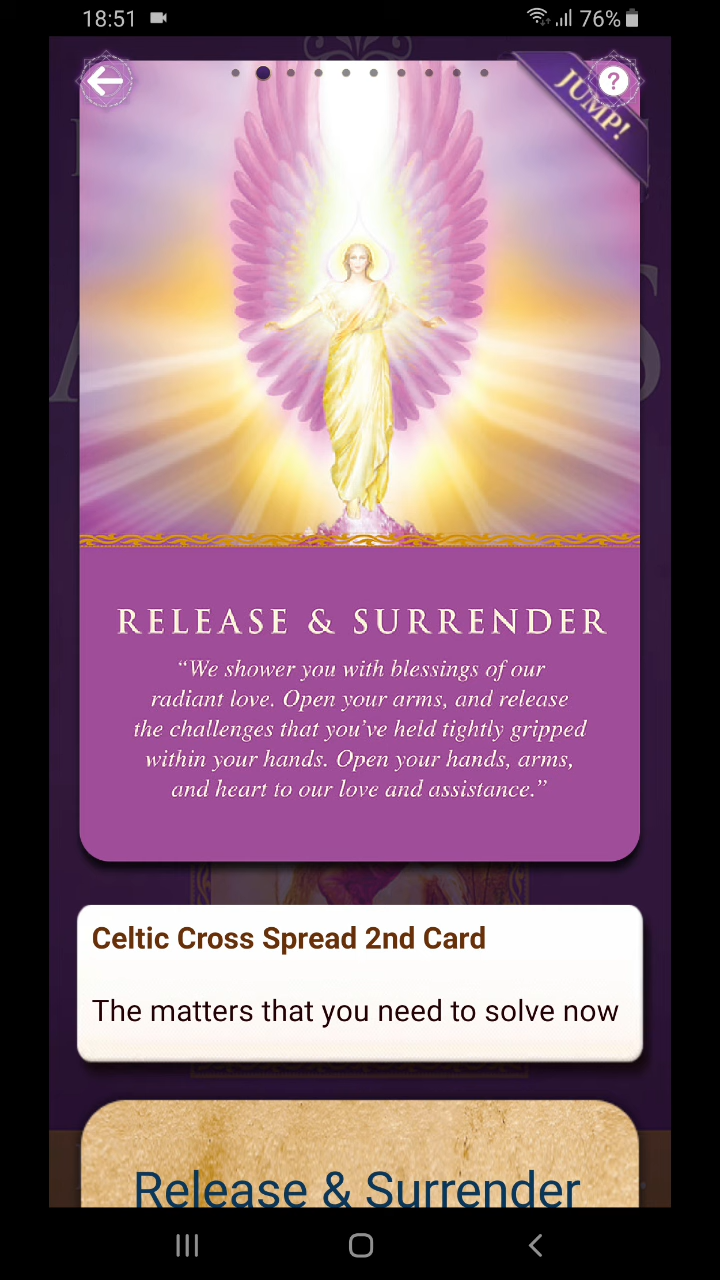 18:51
76%
JUMP!
?
RELEASE & SURRENDER
“We shower you with blessings of our
radiant love. Open your arms, and release
the challenges that you’ve held tightly gripped
within your hands. Open your hands, arms,
and heart to our love and assistance.”
Celtic Cross Spread 2nd Card
The matters that you need to solve now
Release & Surrender